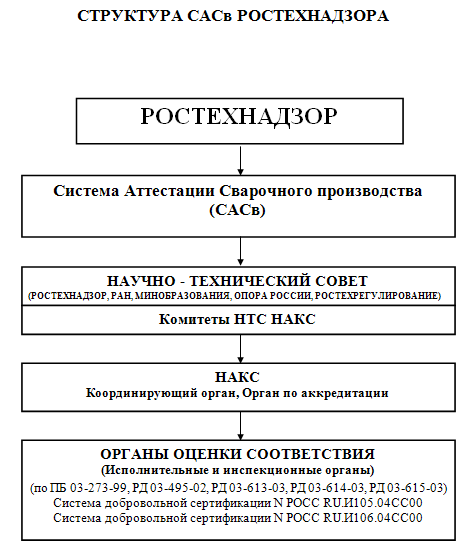 СТРУКТУРА САСв РОСТЕХНАДЗОРА
РОСТЕХНАДЗОР
Система Аттестации Сварочного производства
(САСв)
НАУЧНО - ТЕХНИЧЕСКИЙ СОВЕТ
(РОСТЕХНАДЗОР, РАН, МИНОБРАЗОВАНИЯ, ОПОРА РОССИИ, РОСТЕХРЕГУЛИРОВАНИЕ)
Комитеты НТС НАКС
НАКС
Координирующий орган, Орган по аккредитации
ОРГАНЫ ОЦЕНКИ СООТВЕТСТВИЯ
(Исполнительные и инспекционные органы)
(по ПБ 03-273-99, РД 03-495-02, РД 03-613-03, РД 03-614-03, РД 03-615-03)
Система добровольной сертификации N РОСС RU.И105.04СС00
Система добровольной сертификации N РОСС RU.И106.04СС00